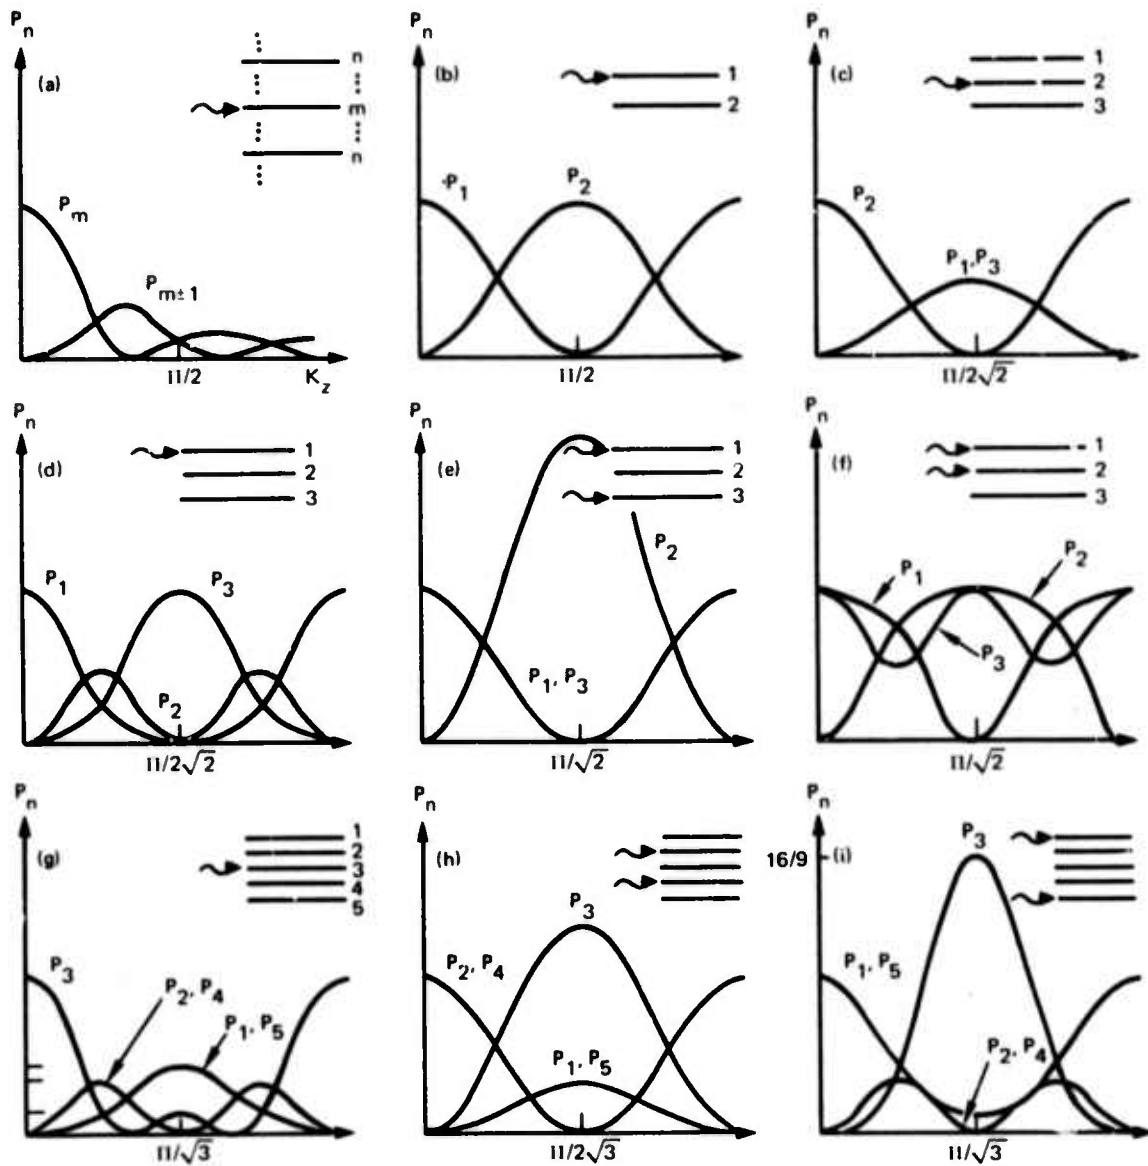 Pn
(a)
n
m
n
Pm
Pm±1
Π/2
Kz
Pn
(b)
1
2
P1
P2
Π/2
Pn
(c)
1
2
3
P2
P1, P3
Π/2√2
Pn
(d)
1
2
3
P1
P3
P2
Π/2√2
Pn
(e)
1
2
3
P2
P1, P3
Π/√2
Pn
(f)
1
2
3
P1
P2
P3
Π/√2
Pn
(g)
1
2
3
4
5
P3
P2, P4
P1, P5
Π/√3
Pn
(h)
P3
P2, P4
P1, P5
Π/2√3
Pn
16/9
(i)
P3
P1, P5
P2, P4
Π/√3